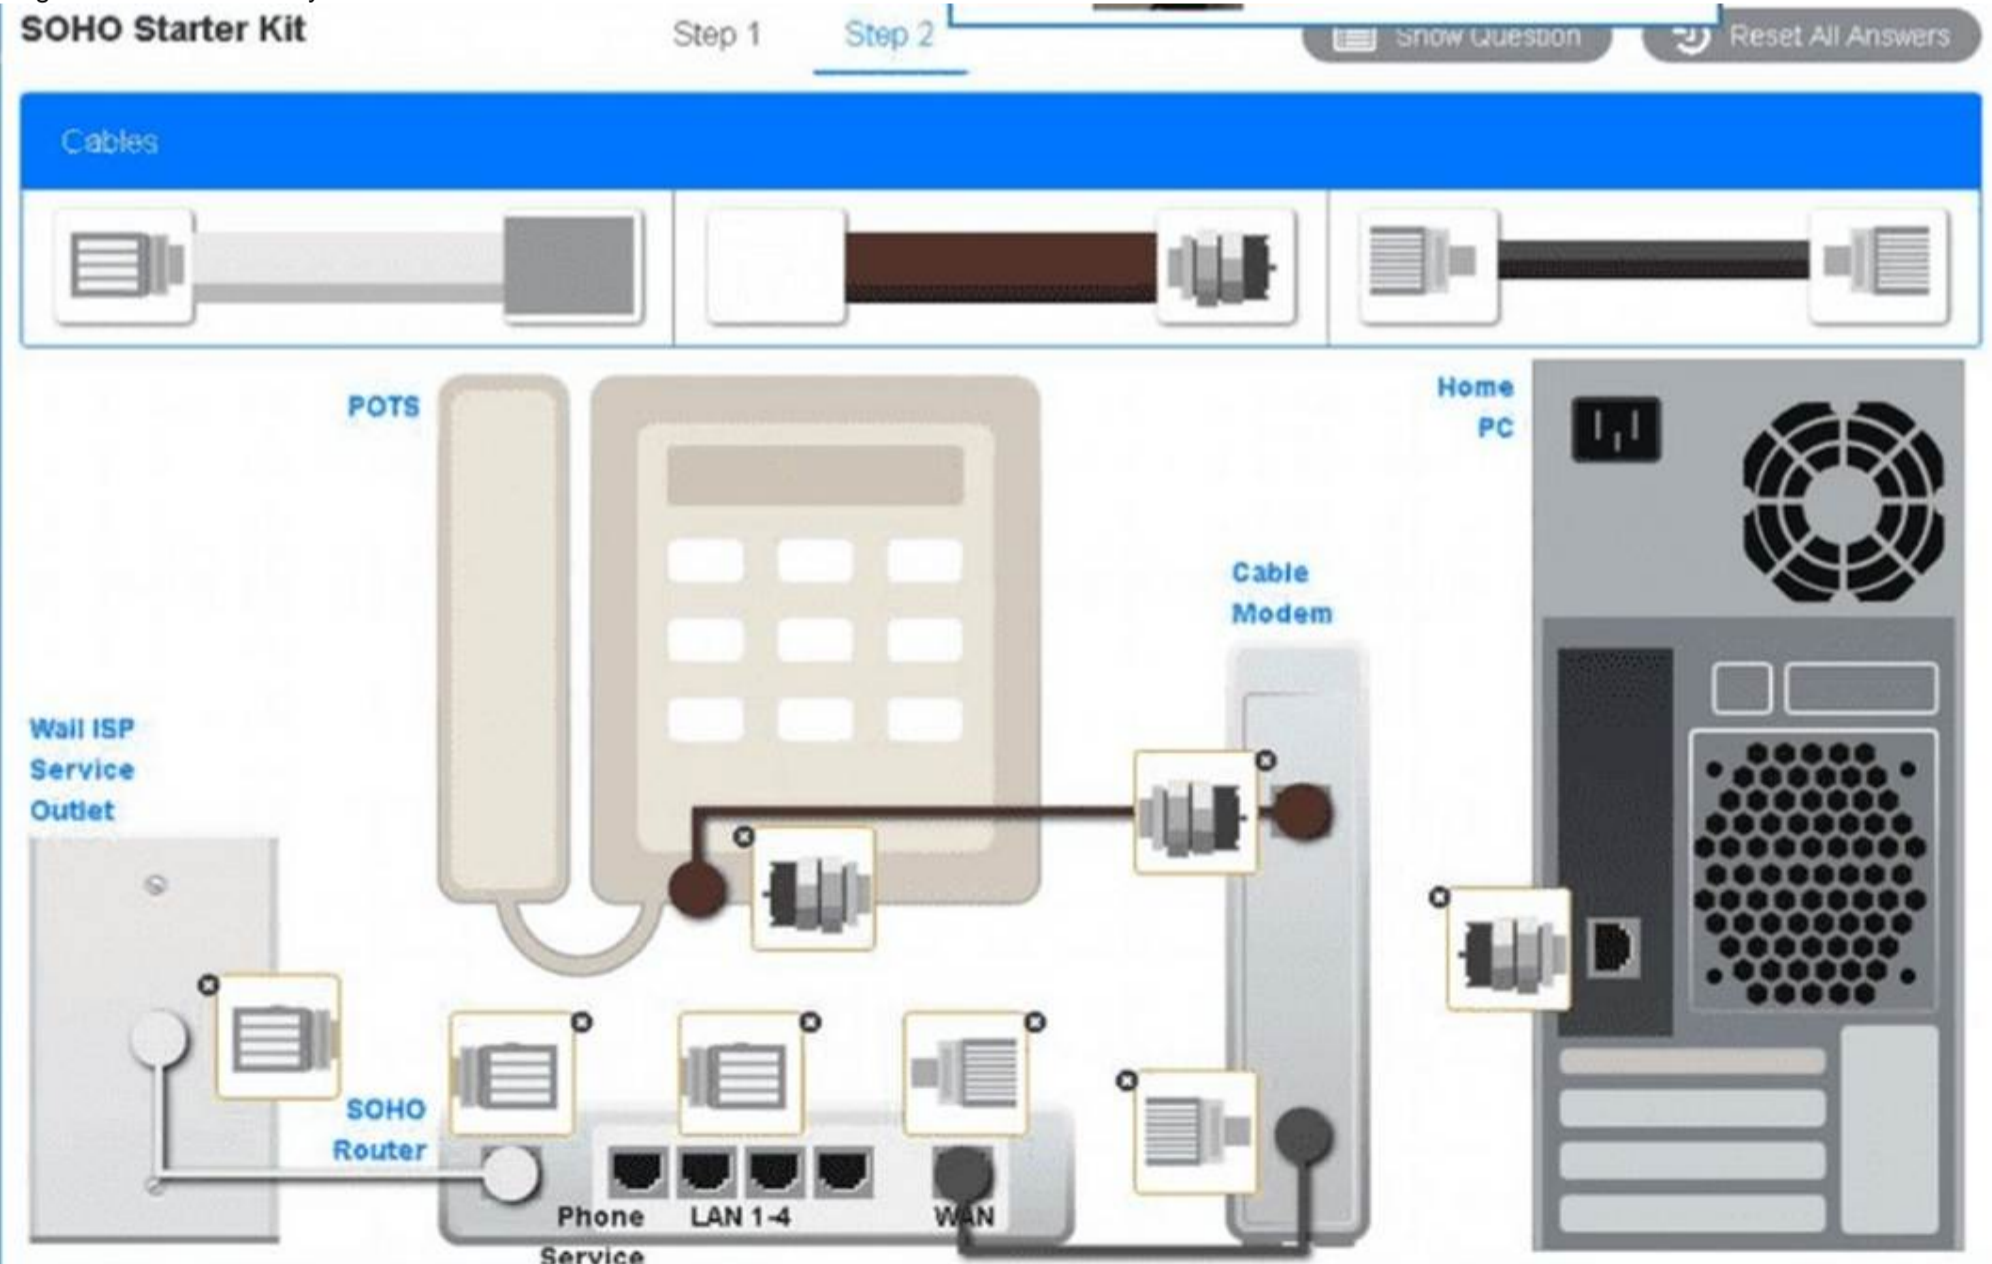 SOHO Starter Kit
Step 1
Step 2
Show Question
Reset All Answers
Cables
POTS
Home
PC
Cable
Modem
Wall ISP
Service
Outlet
SOHO
Router
Phone
Service
LAN 1-4
WAN